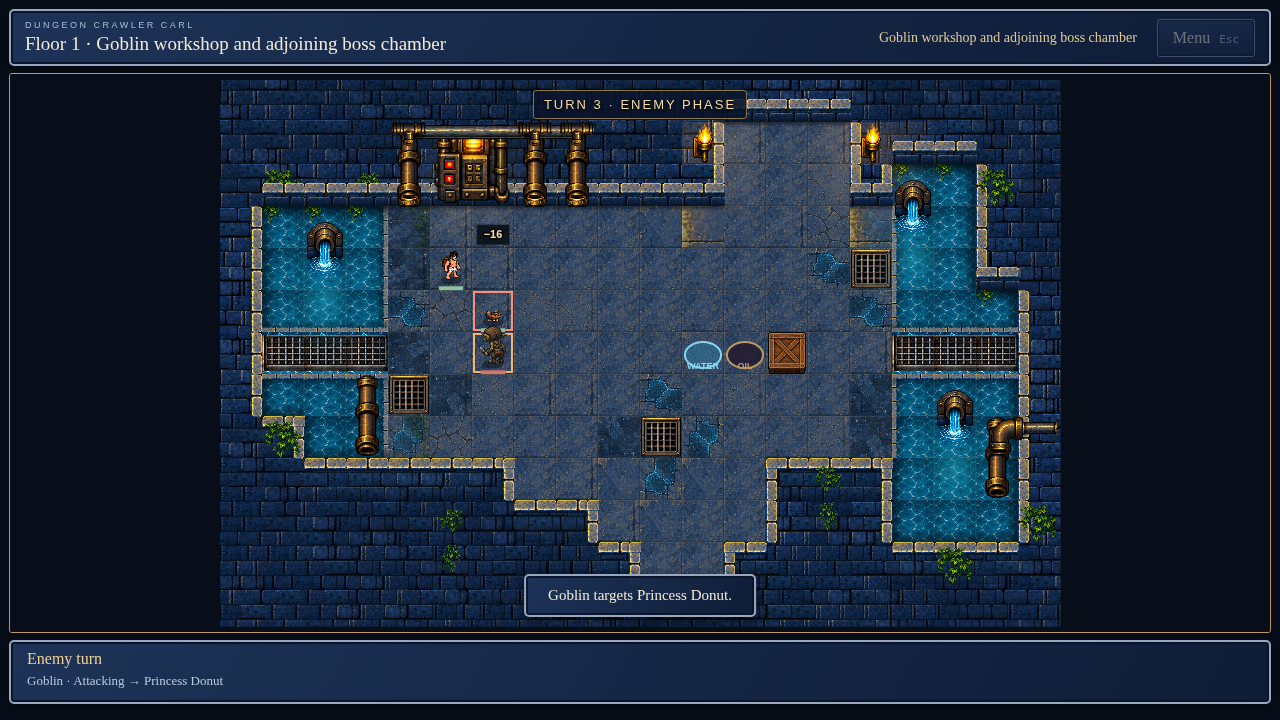 DUNGEON CRAWLER CARL
Floor 1 · Goblin workshop and adjoining boss chamber
Goblin workshop and adjoining boss chamber
Menu Esc
TURN 3 · ENEMY PHASE
−16
WATER
OIL
Goblin targets Princess Donut.
Enemy turn
Goblin · Attacking → Princess Donut